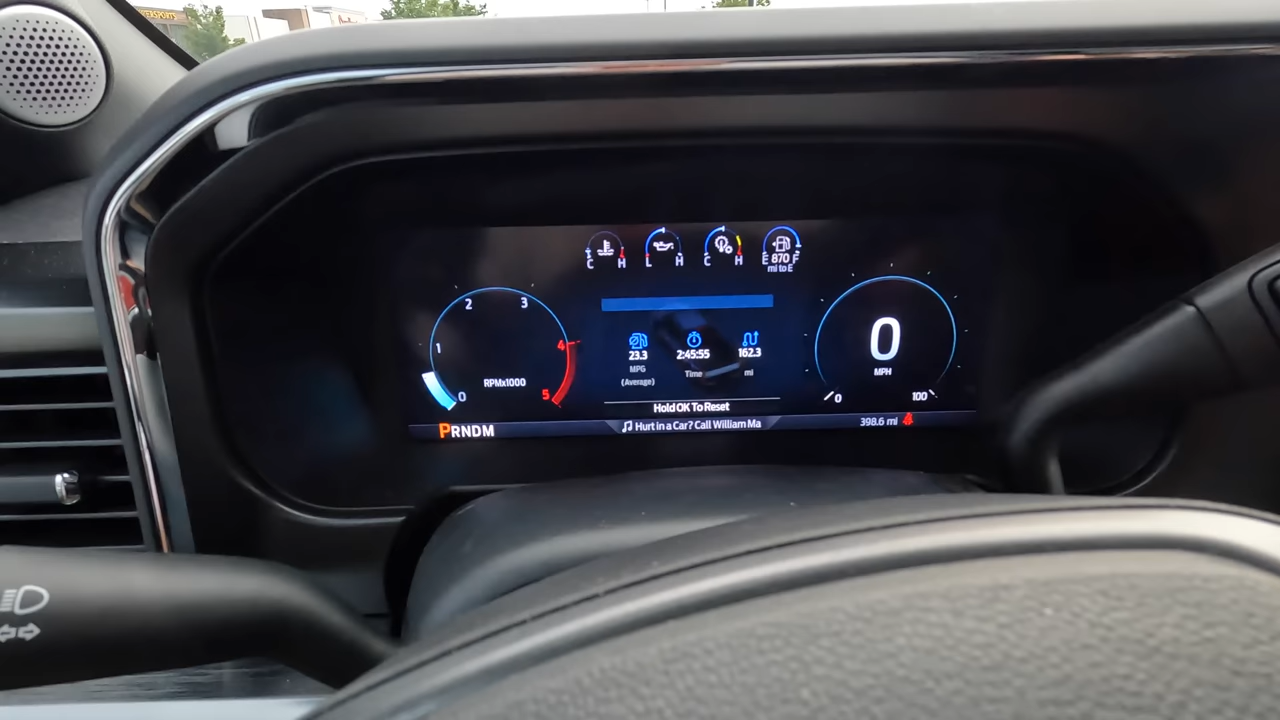 C H
L H
C H
E 870 F
mi to E
2 3
1
4
0
5
RPMx1000
23.3
MPG
(Average)
2:45:55
Time
162.3
mi
Hold OK To Reset
0
MPH
0 100
PRNDM
Hurt in a Car? Call William Ma
398.6 mi